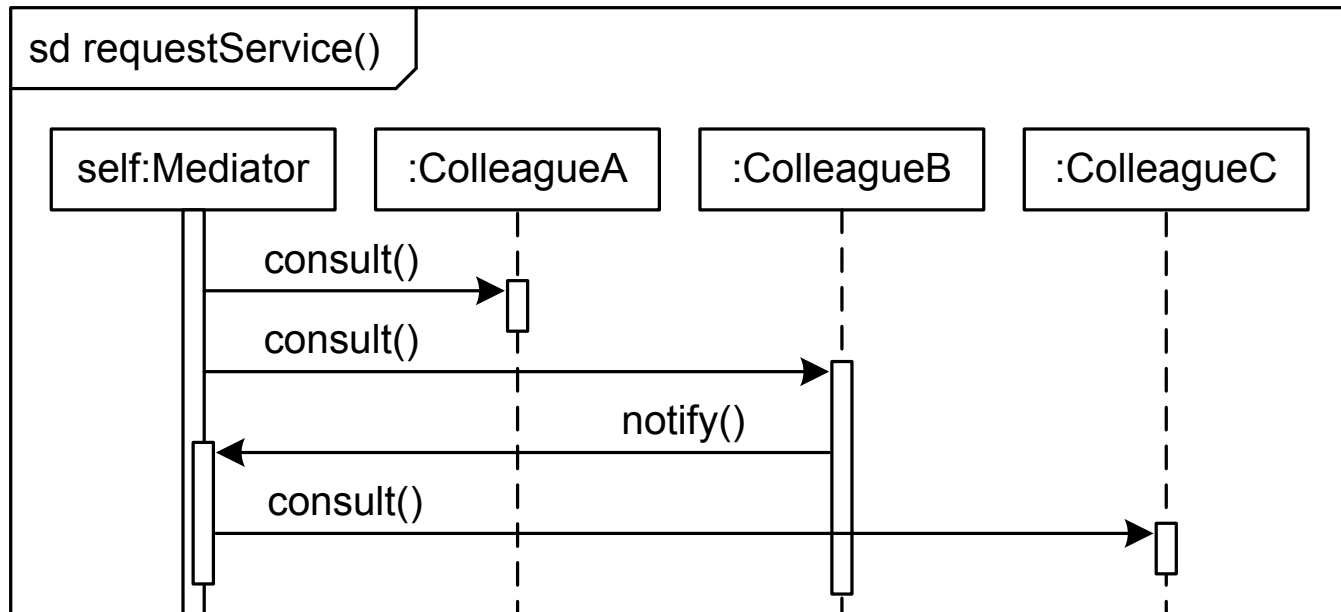 sd requestService()
self:Mediator
:ColleagueA
:ColleagueB
:ColleagueC
consult()
consult()
notify()
consult()